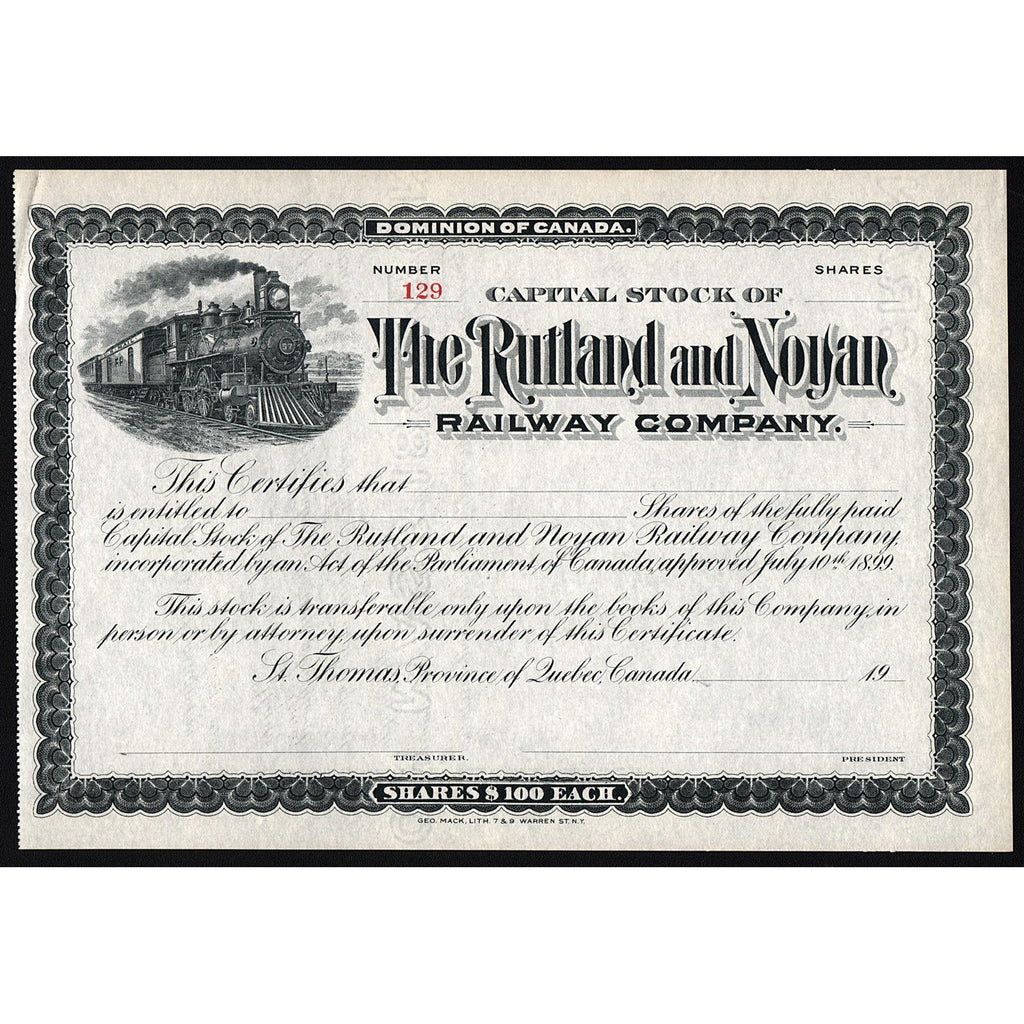 DOMINION OF CANADA.
NUMBER
SHARES
129
CAPITAL STOCK OF
The Rutland and Noyan
RAILWAY COMPANY.
57
This Certifies that
is entitled to Shares of the fully paid
Capital Stock of The Rutland and Noyan Railway Company,
incorporated by an Act of the Parliament of Canada, approved July 10th 1899.
This stock is transferable only upon the books of this Company, in
person or by attorney, upon surrender of this Certificate.
St. Thomas, Province of Quebec, Canada 19
TREASURER.
PRESIDENT
SHARES $100 EACH.
GEO. MACK, LITH. 7 & 9 WARREN ST. N.Y.